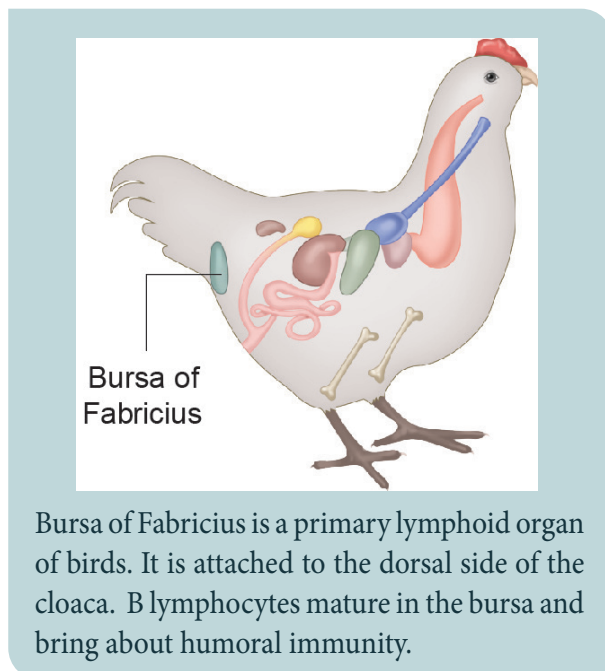 Bursa of
Fabricius
Bursa of Fabricius is a primary lymphoid organ
of birds. It is attached to the dorsal side of the
cloaca. B lymphocytes mature in the bursa and
bring about humoral immunity.